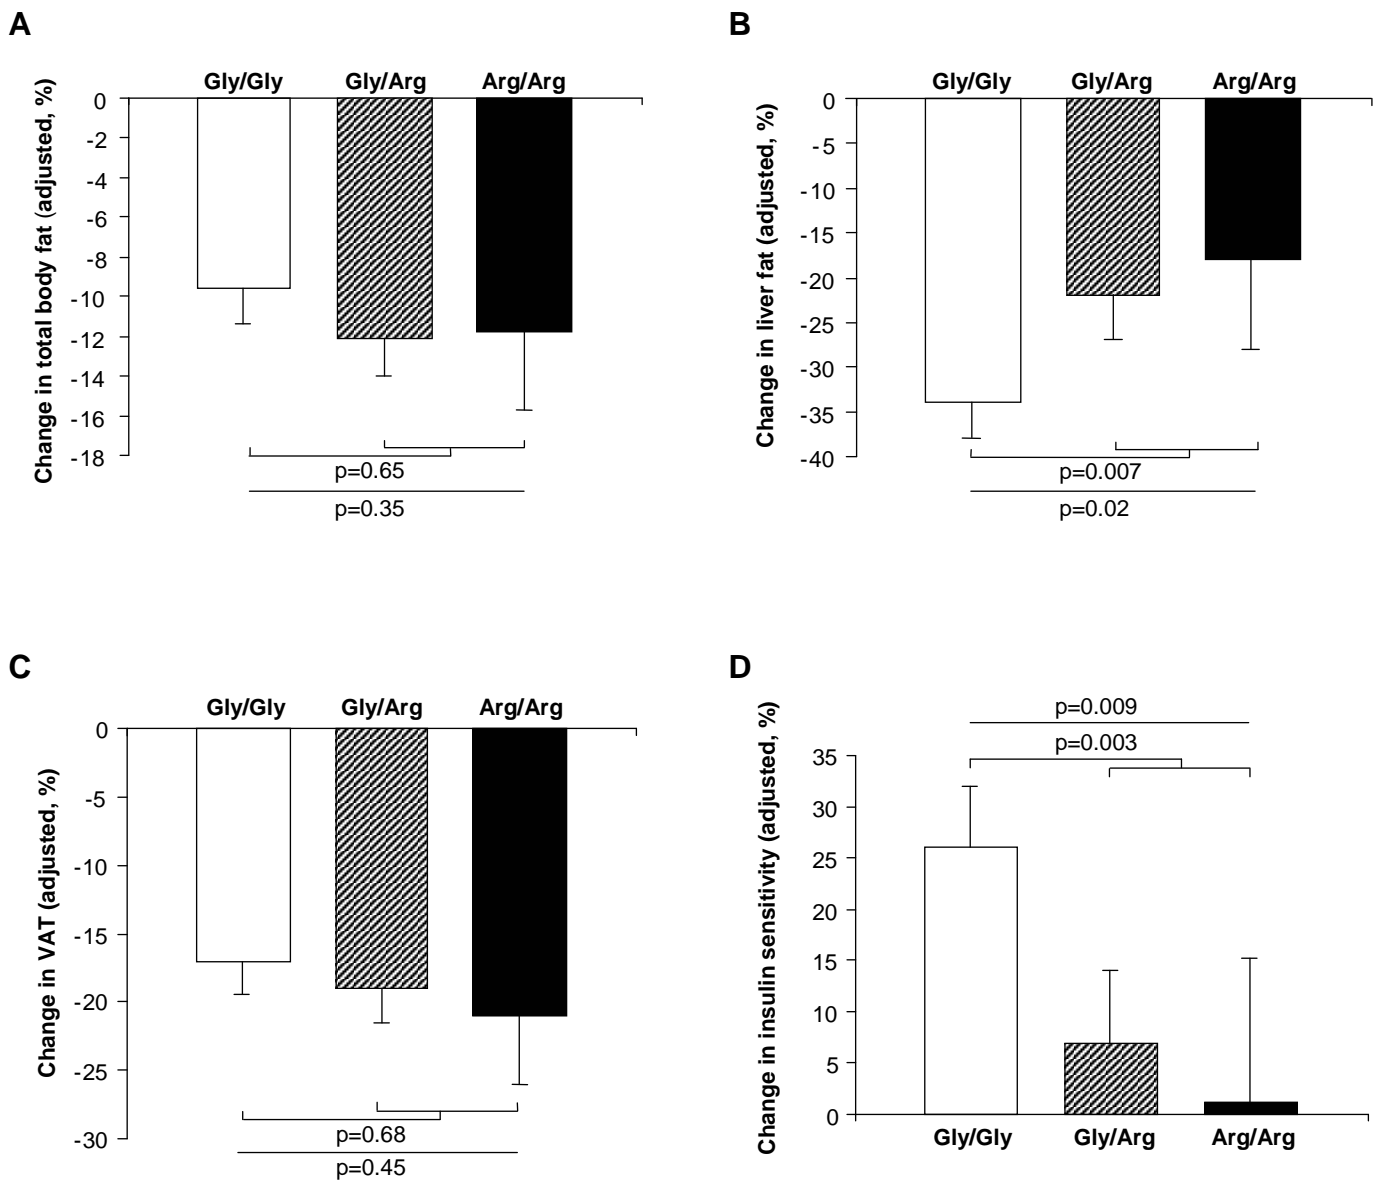 A
Gly/Gly Gly/Arg Arg/Arg
Change in total body fat (adjusted, %)
0
-2
-4
-6
-8
-10
-12
-14
-16
-18
p=0.65
p=0.35
B
Gly/Gly Gly/Arg Arg/Arg
Change in liver fat (adjusted, %)
0
-5
-10
-15
-20
-25
-30
-35
-40
p=0.007
p=0.02
C
Gly/Gly Gly/Arg Arg/Arg
Change in VAT (adjusted, %)
0
-5
-10
-15
-20
-25
-30
p=0.68
p=0.45
D
p=0.009
p=0.003
Change in insulin sensitivity (adjusted, %)
35
30
25
20
15
10
5
0
Gly/Gly Gly/Arg Arg/Arg